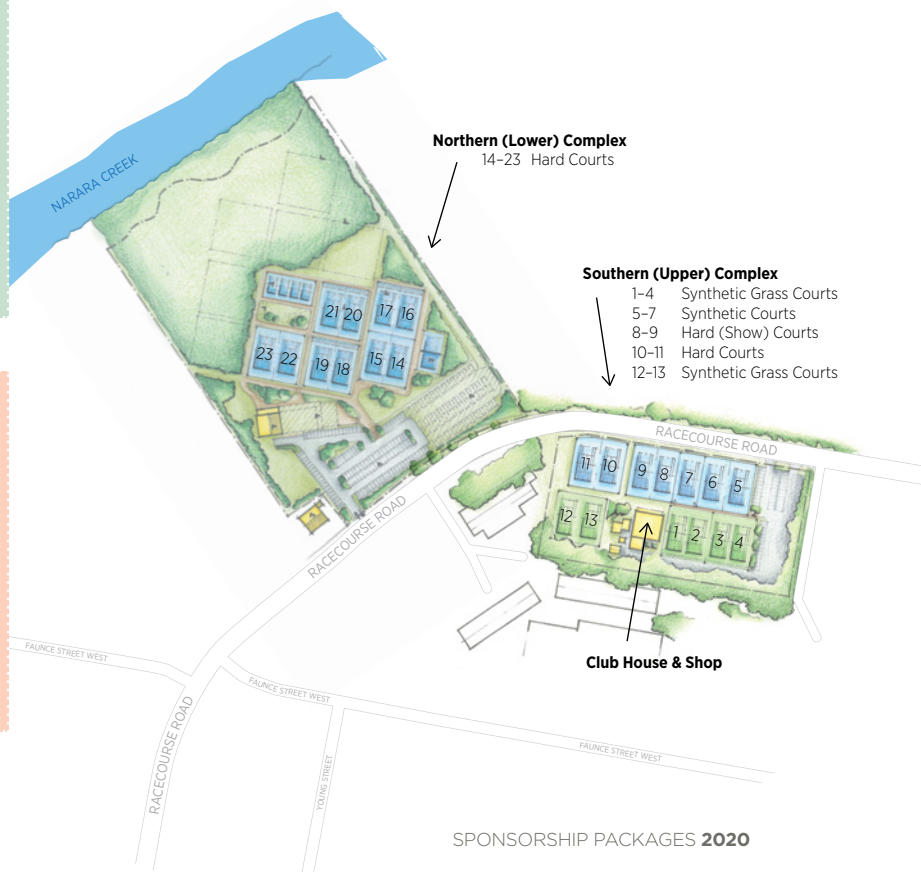 NARARA CREEK
Northern (Lower) Complex
14–23 Hard Courts
Southern (Upper) Complex
1–4 Synthetic Grass Courts
5–7 Synthetic Courts
8–9 Hard (Show) Courts
10–11 Hard Courts
12–13 Synthetic Grass Courts
21 20 17 16
23 22 19 18 15 14
RACECOURSE ROAD
11 10 9 8 7 6 5
12 13 1 2 3 4
RACECOURSE ROAD
Club House & Shop
FAUNCE STREET WEST
FAUNCE STREET WEST
FAUNCE STREET WEST
RACECOURSE ROAD
YOUNG STREET
SPONSORSHIP PACKAGES 2020